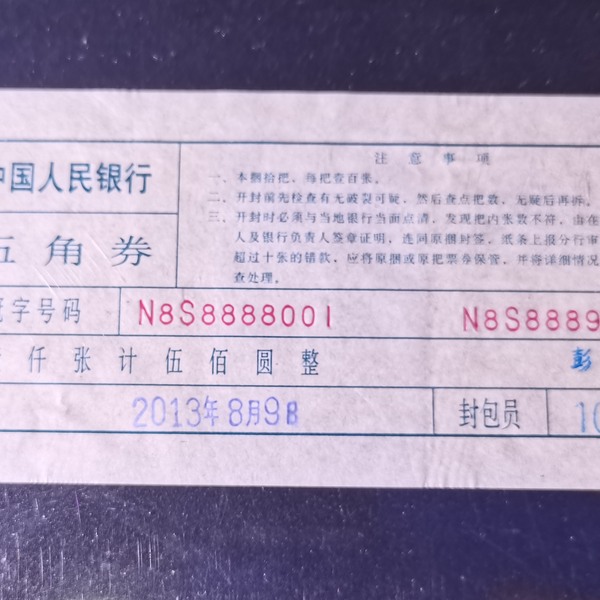 中国人民银行
五角券
注意事项
一、本捆拾把,每把壹百张。
二、开封前先检查有无破裂可疑,然后查点把数,无疑后再拆。
三、开封时必须与当地银行当面点清,发现把内张数不符,由在
人及银行负责人签章证明,连同原捆封签,纸条上报分行审
超过十张的错款,应将原捆或原把票券保管,并将详细情况
查处理。
冠字号码 N8S8888001 N8S8889
仟张计伍佰圆整 彭
2013年8月9日 封包员 10